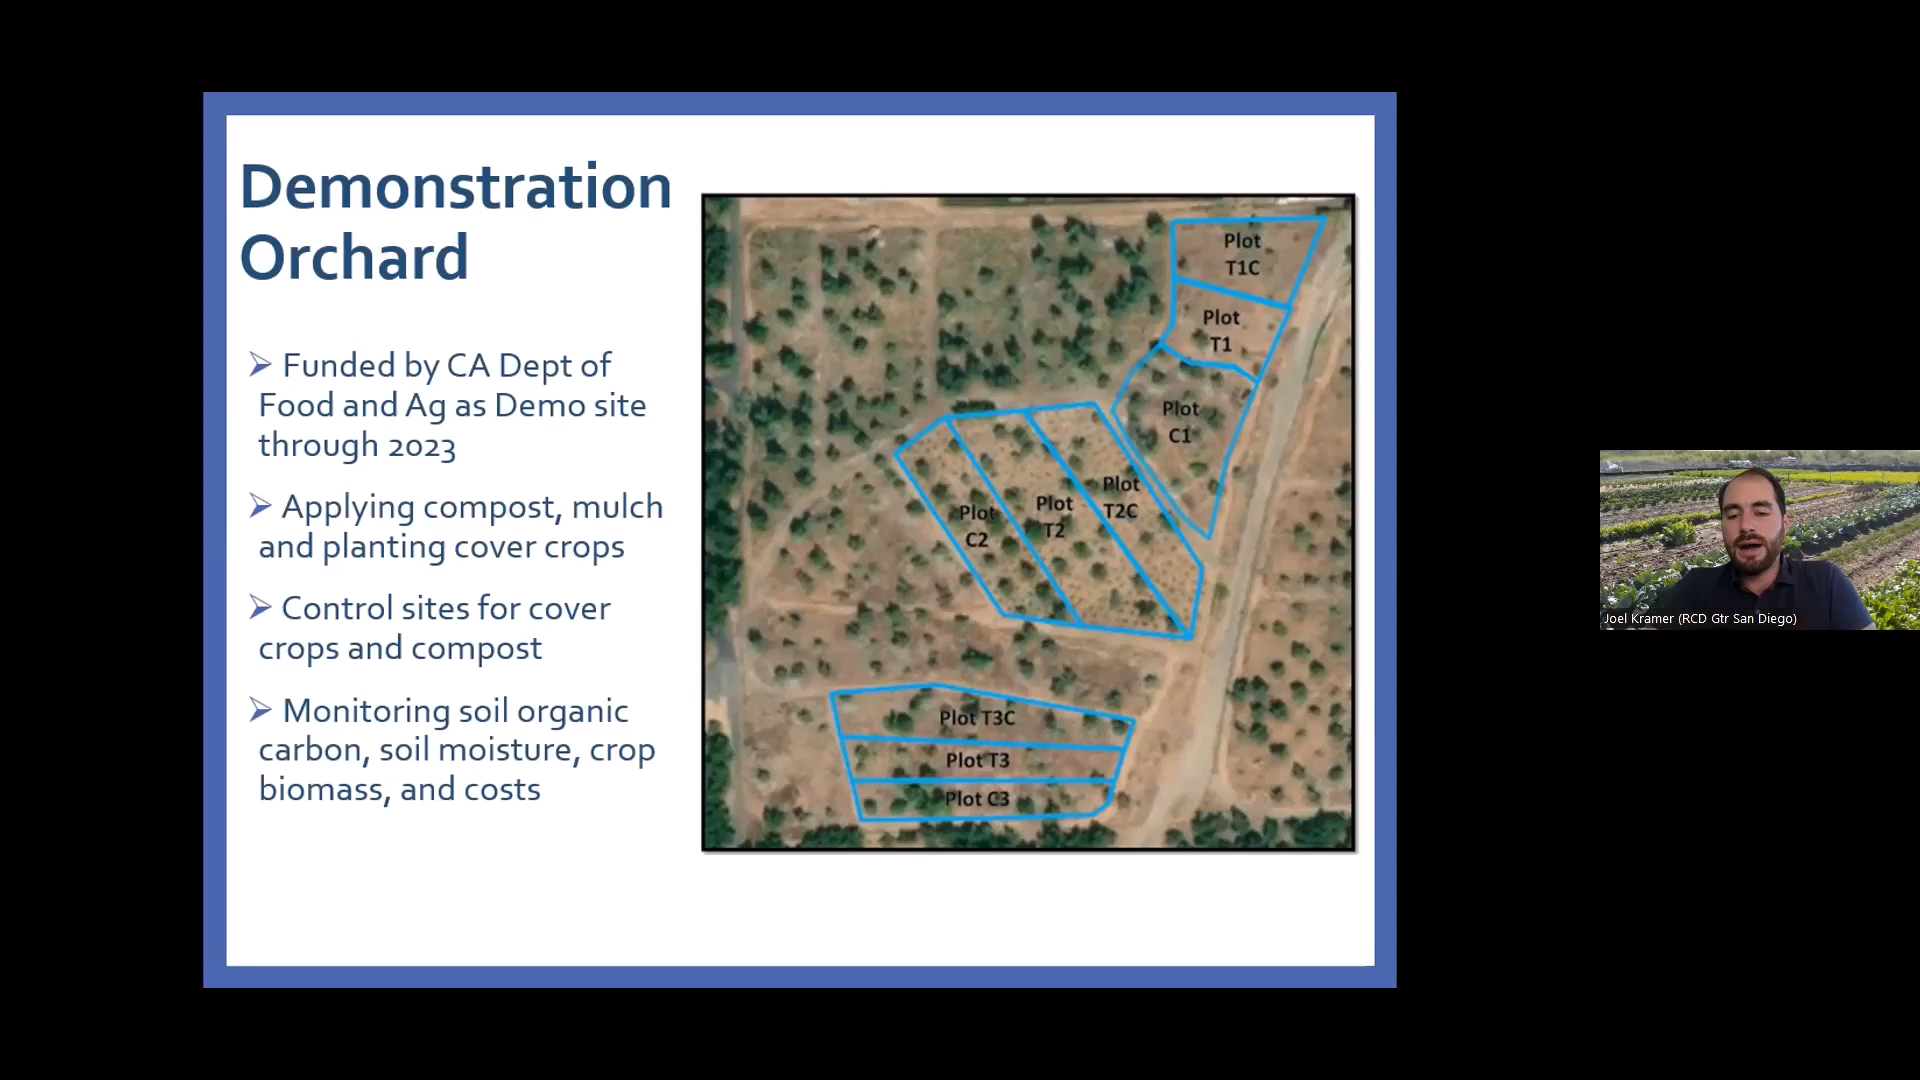 Demonstration
Orchard
Funded by CA Dept of
Food and Ag as Demo site
through 2023
Applying compost, mulch
and planting cover crops
Control sites for cover
crops and compost
Monitoring soil organic
carbon, soil moisture, crop
biomass, and costs
Plot
T1C
Plot
T1
Plot
C1
Plot
T2C
Plot
T2
Plot
C2
Plot T3C
Plot T3
Plot C3
Joel Kramer (RCD Gtr San Diego)